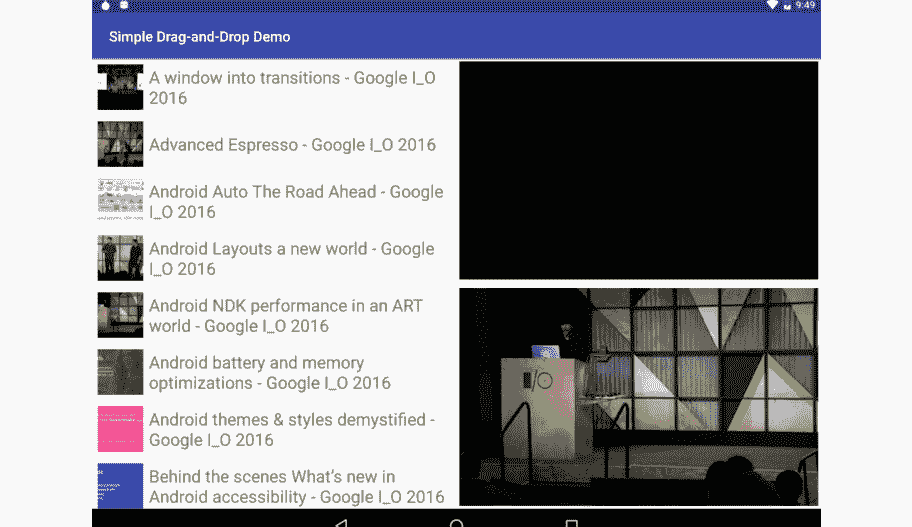 9:49
Simple Drag-and-Drop Demo
A window into transitions - Google I_O
2016
Advanced Espresso - Google I_O 2016
Android Auto The Road Ahead - Google
I_O 2016
Android Layouts a new world - Google
I_O 2016
Android NDK performance in an ART
world - Google I_O 2016
Android battery and memory
optimizations - Google I_O 2016
Android themes & styles demystified -
Google I_O 2016
Behind the scenes What's new in
Android accessibility - Google I_O 2016